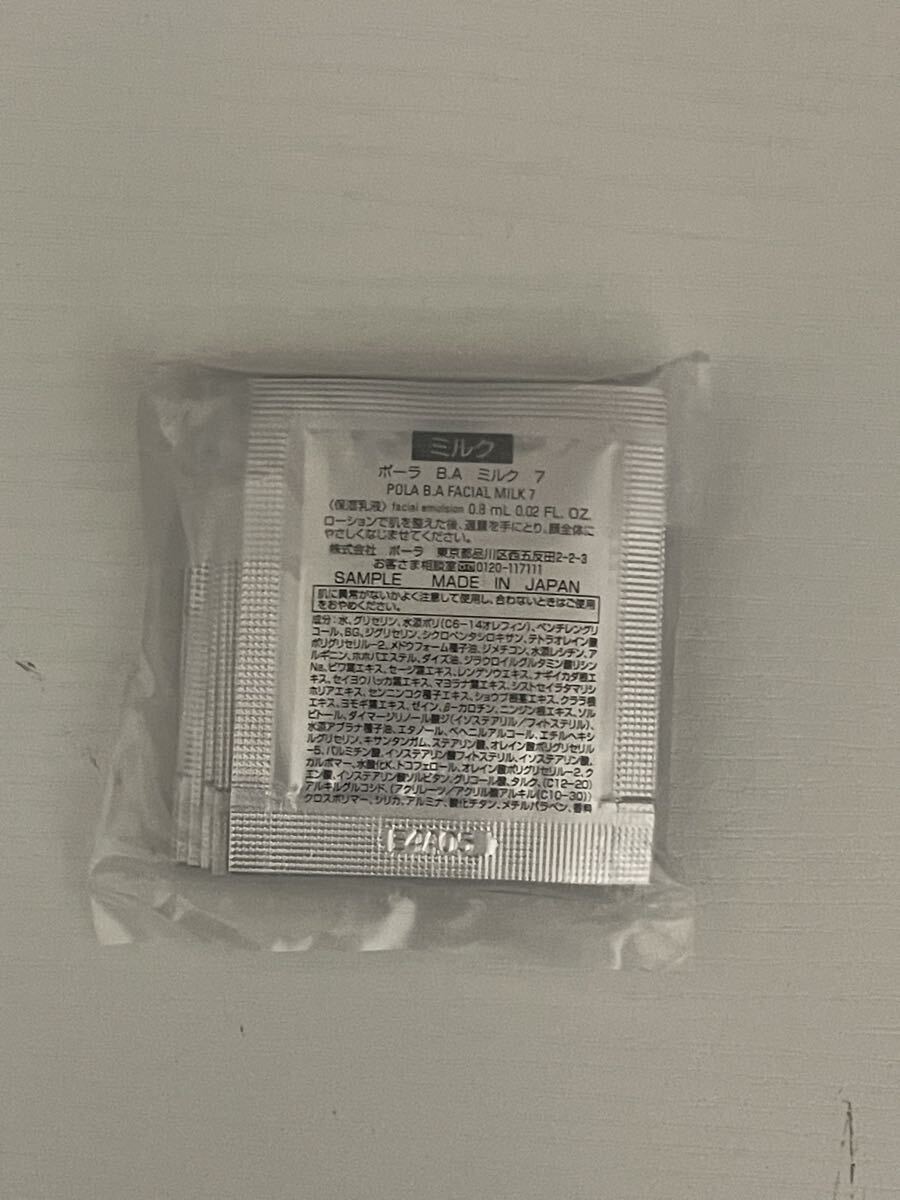 ミルク
ポーラ B.A ミルク 7
POLA B.A FACIAL MILK 7
〈保湿乳液〉 facial emulsion 0.8 mL 0.02 FL. OZ.
ローションで肌を整えた後、適量を手にとり、顔全体に
やさしくなじませてください。
株式会社 ポーラ 東京都品川区西五反田2-2-3
お客さま相談室 0120-117111
SAMPLE MADE IN JAPAN
肌に異常がないかよく注意して使用し、合わないときはご使用
をおやめください。
成分:水、グリセリン、水添ポリ(C6-14オレフィン)、ペンチレングリ
コール、BG、ジグリセリン、シクロペンタシロキサン、テトラオレイン酸
ポリグリセリル-2、メドウフォーム種子油、ジメチコン、水添レシチン、ア
ルギニン、ホホバエステル、ダイズ油、ジラウロイルグルタミン酸リシン
Na、ビワ葉エキス、セージ葉エキス、レンゲソウエキス、ナギイカダ根エ
キス、セイヨウハッカ葉エキス、マヨラナ葉エキス、シストセイラタマリシ
ホリアエキス、センニンコク種子エキス、ショウブ根茎エキス、クララ根
エキス、ヨモギ葉エキス、ゼイン、β-カロチン、ニンジン根エキス、ソル
ビトール、ダイマージリノール酸ジ(イソステアリル/フィトステリル)、
水添アブラナ種子油、エタノール、ベヘニルアルコール、エチルヘキシ
ルグリセリン、キサンタンガム、ステアリン酸、オレイン酸ポリグリセリル
-5、パルミチン酸、イソステアリン酸フィトステリル、イソステアリン酸、
カルボマー、水酸化K、トコフェロール、オレイン酸ポリグリセリル-2、ク
エン酸、イソステアリン酸ソルビタン、グリコール酸、タルク、(C12-20)
アルキルグルコシド、(アクリレーツ/アクリル酸アルキル(C10-30))
クロスポリマー、シリカ、アルミナ、酸化チタン、メチルパラベン、香料